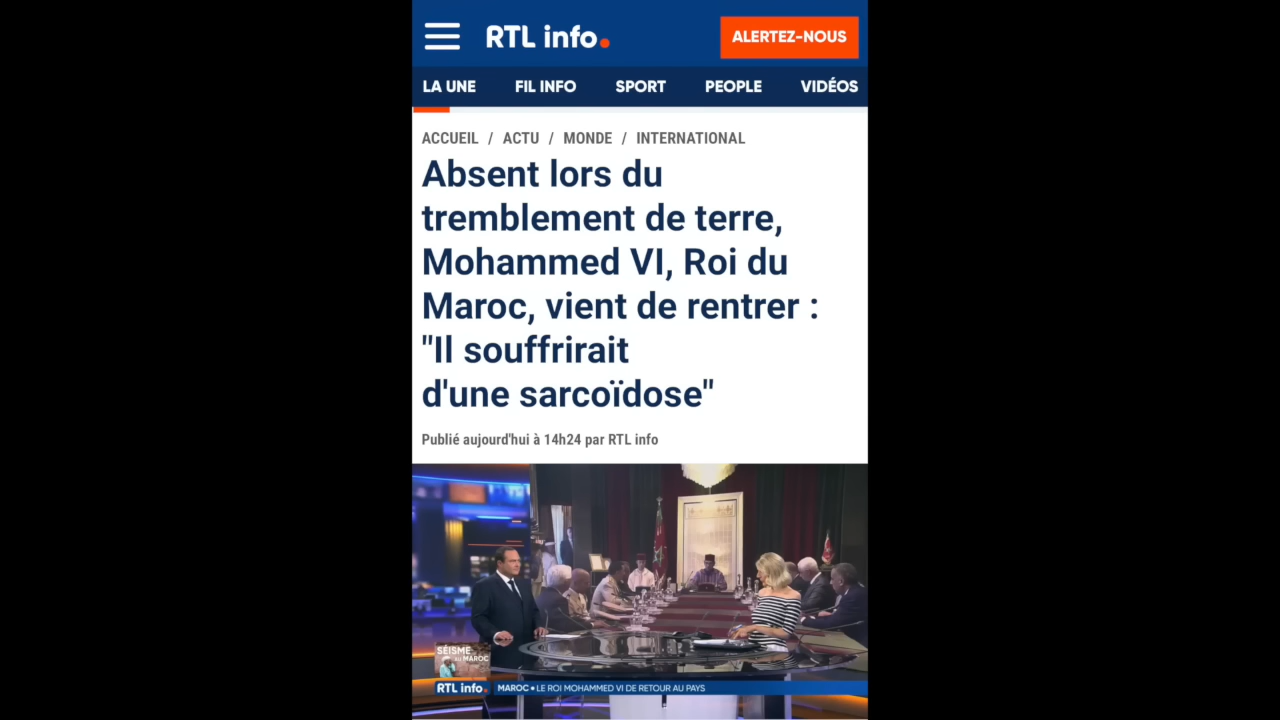 RTL info.
ALERTEZ-NOUS
LA UNE FIL INFO SPORT PEOPLE VIDÉOS
ACCUEIL / ACTU / MONDE / INTERNATIONAL
Absent lors du
tremblement de terre,
Mohammed VI, Roi du
Maroc, vient de rentrer :
"Il souffrirait
d'une sarcoïdose"
Publié aujourd'hui à 14h24 par RTL info
SÉISME
AU MAROC
RTL info. MAROC • LE ROI MOHAMMED VI DE RETOUR AU PAYS